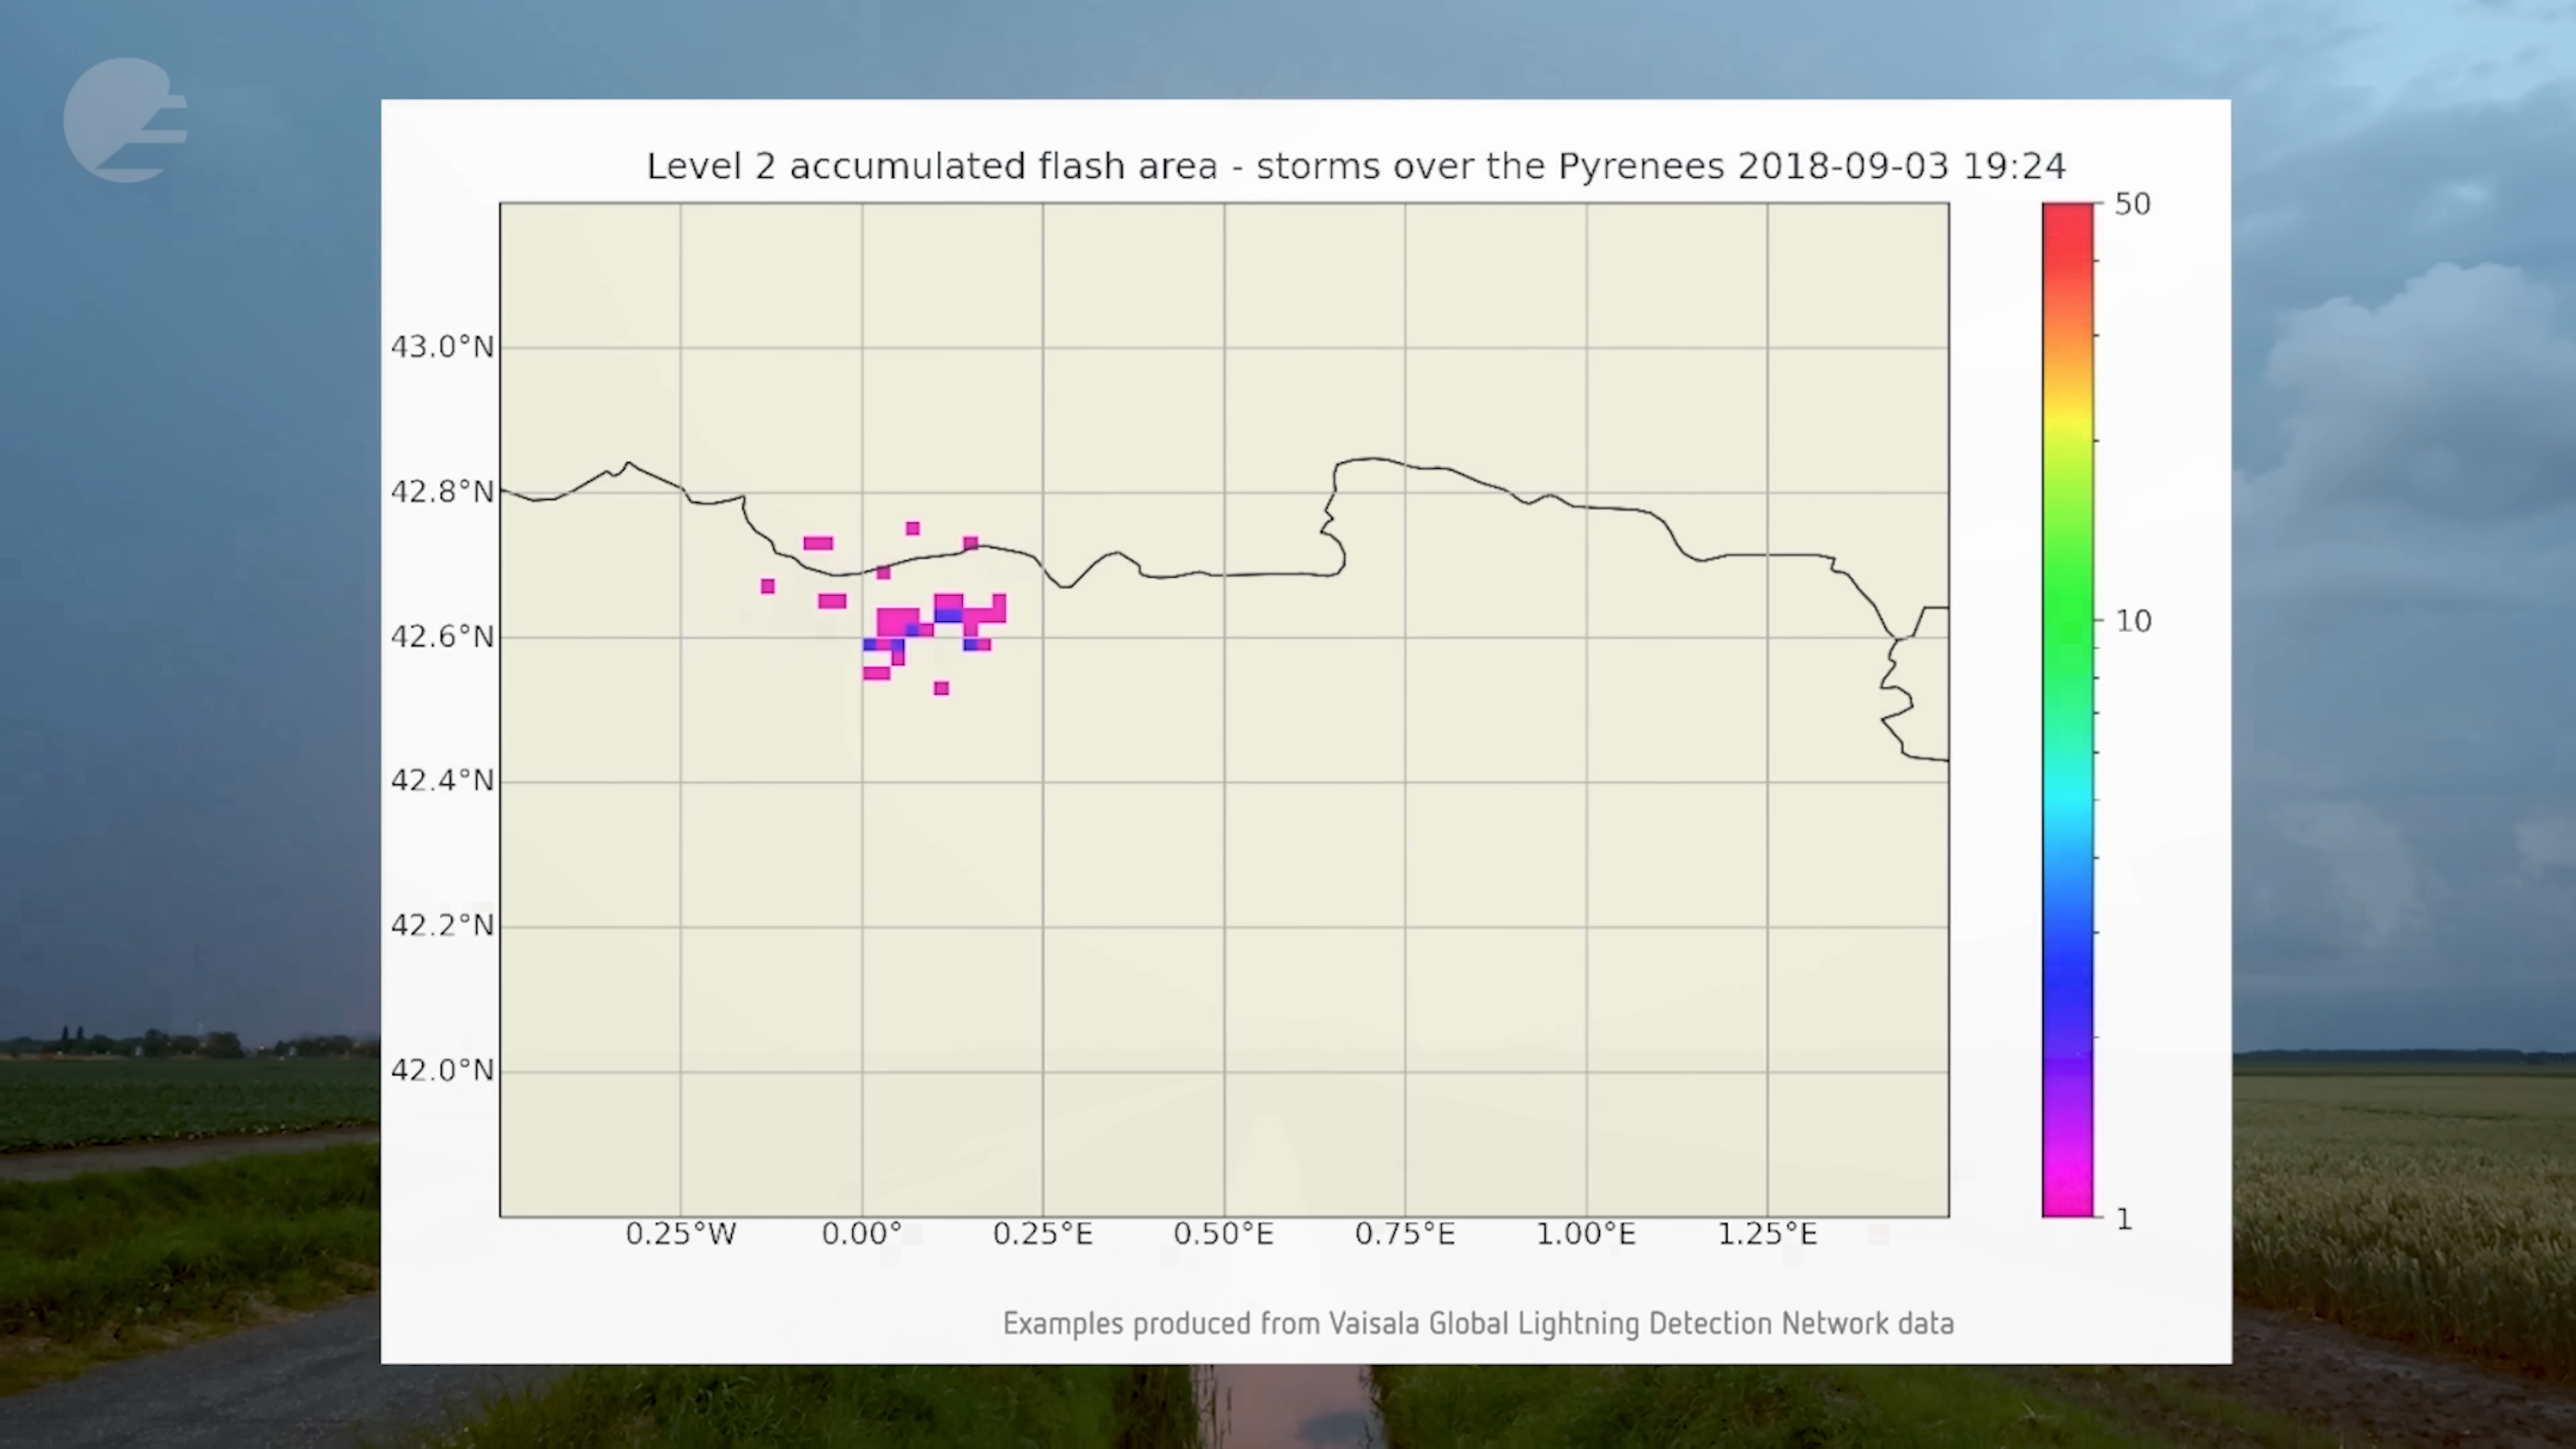 Level 2 accumulated flash area - storms over the Pyrenees 2018-09-03 19:24
50
43.0°N
42.8°N
10
42.6°N
42.4°N
42.2°N
42.0°N
1
0.25°W 0.00° 0.25°E 0.50°E 0.75°E 1.00°E 1.25°E
Examples produced from Vaisala Global Lightning Detection Network data